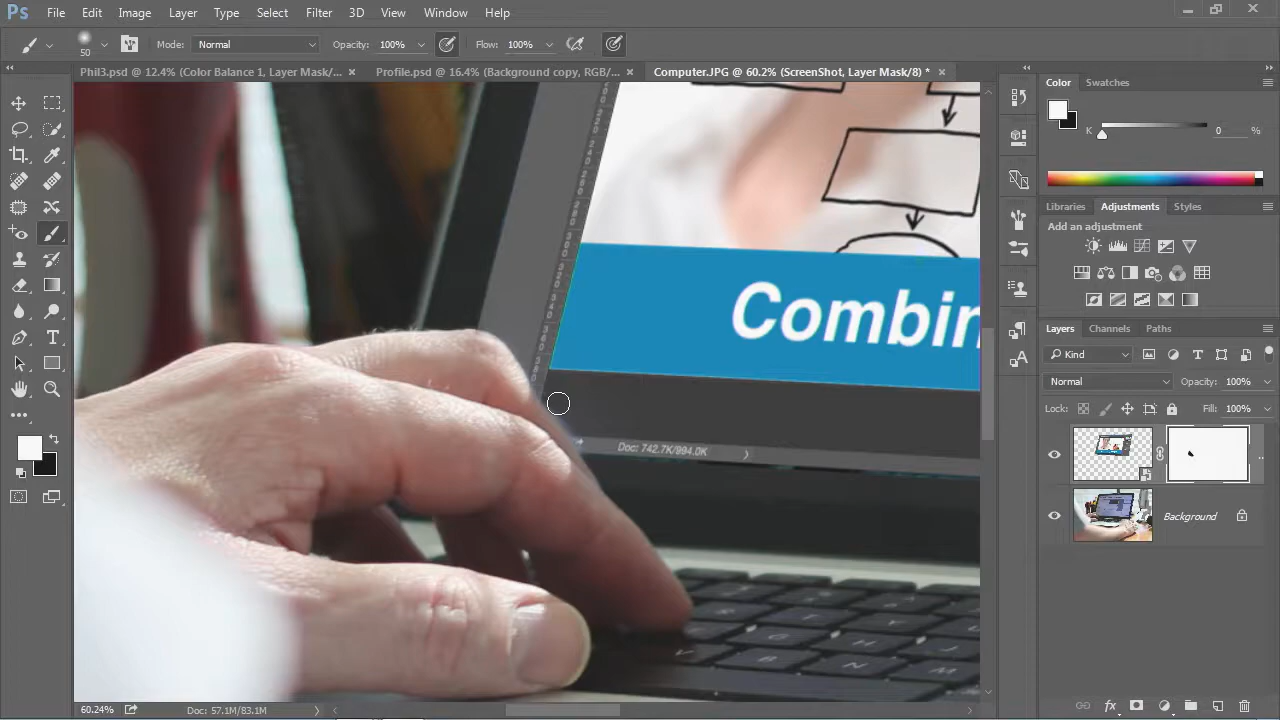 Ps File Edit Image Layer Type Select Filter 3D View Window Help
50 Mode: Normal Opacity: 100% Flow: 100%
Phil3.psd @ 12.4% (Color Balance 1, Layer Mask/... × Profile.psd @ 16.4% (Background copy, RGB/... × Computer.JPG @ 60.2% (ScreenShot, Layer Mask/8) * ×
Color Swatches
K 0 %
Libraries Adjustments Styles
Add an adjustment
Layers Channels Paths
Kind
Normal Opacity: 100%
Lock: Fill: 100%
Background
Combin
Doc: 742.7K/994.0K
60.24% Doc: 57.1M/83.1M